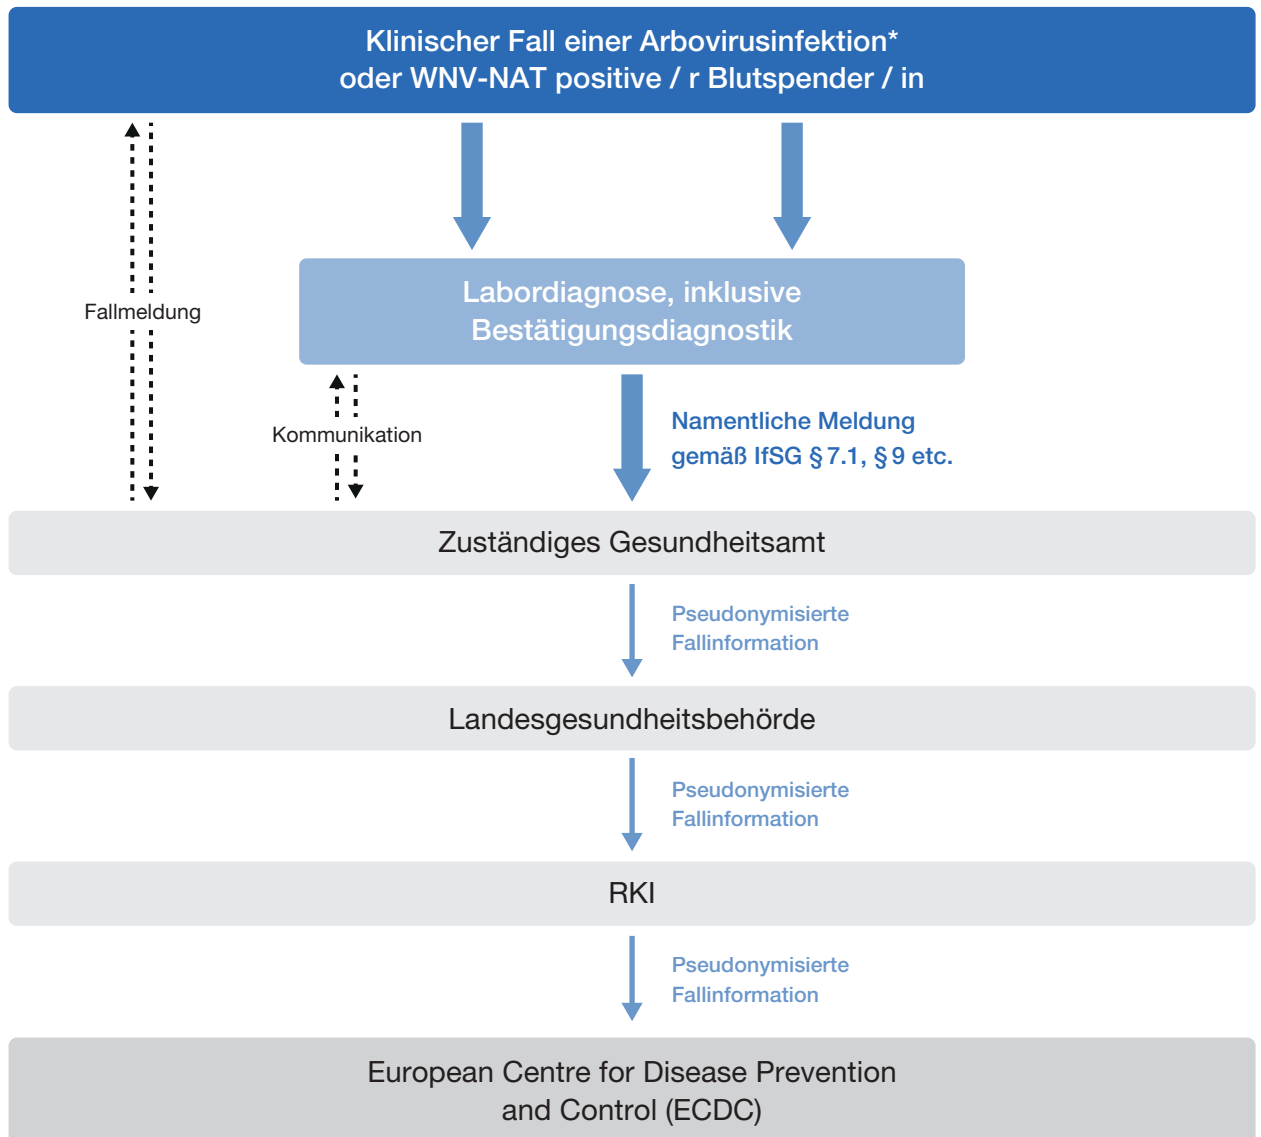 Klinischer Fall einer Arbovirusinfektion*
oder WNV-NAT positive / r Blutspender / in
Fallmeldung
Labordiagnose, inklusive
Bestätigungsdiagnostik
Kommunikation
Namentliche Meldung
gemäß IfSG § 7.1, § 9 etc.
Zuständiges Gesundheitsamt
Pseudonymisierte
Fallinformation
Landesgesundheitsbehörde
Pseudonymisierte
Fallinformation
RKI
Pseudonymisierte
Fallinformation
European Centre for Disease Prevention
and Control (ECDC)